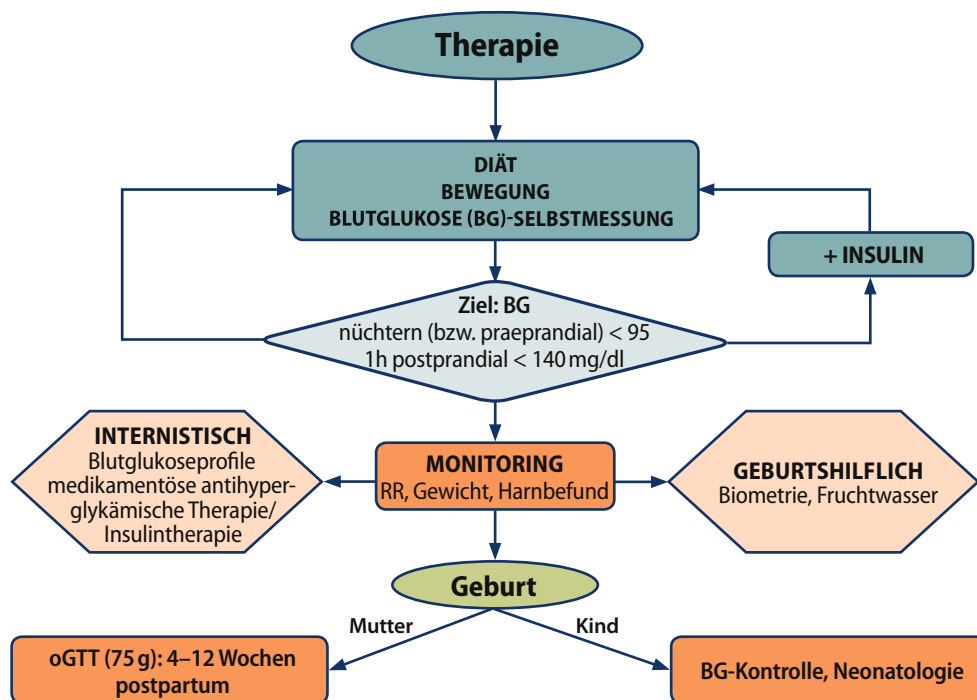 Therapie
DIÄT
BEWEGUNG
BLUTGLUKOSE (BG)-SELBSTMESSUNG
+ INSULIN
Ziel: BG
nüchtern (bzw. praeprandial) < 95
1h postprandial < 140 mg/dl
INTERNISTISCH
Blutglukoseprofile
medikamentöse antihyper-
glykämische Therapie/
Insulintherapie
MONITORING
RR, Gewicht, Harnbefund
GEBURTSHILFLICH
Biometrie, Fruchtwasser
Geburt
Mutter
Kind
oGTT (75 g): 4–12 Wochen
postpartum
BG-Kontrolle, Neonatologie